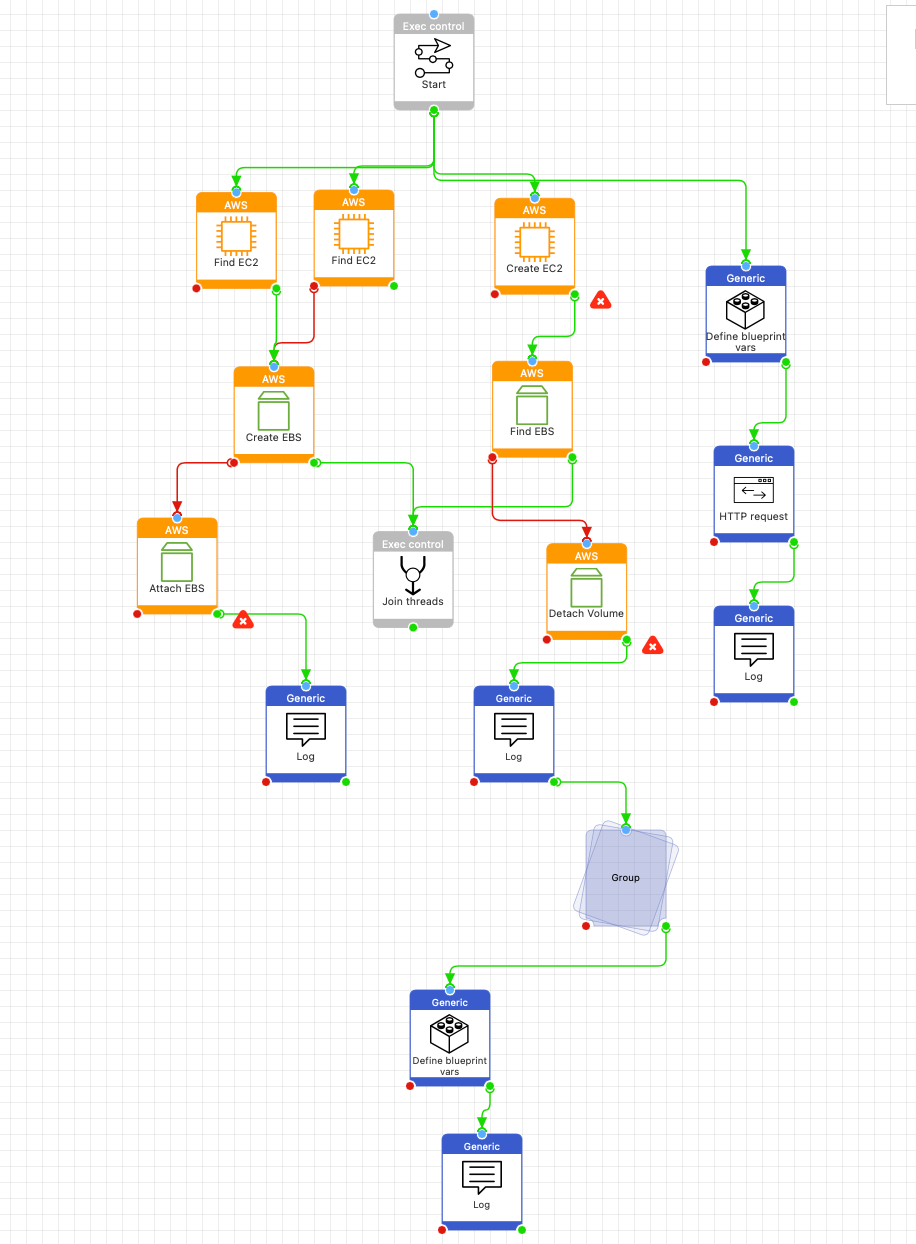 Exec control
Start
AWS
Find EC2
AWS
Find EC2
AWS
Create EC2
Generic
Define blueprint
vars
AWS
Create EBS
AWS
Find EBS
Generic
HTTP request
AWS
Attach EBS
Exec control
Join threads
AWS
Detach Volume
Generic
Log
Generic
Log
Generic
Log
Group
Generic
Define blueprint
vars
Generic
Log